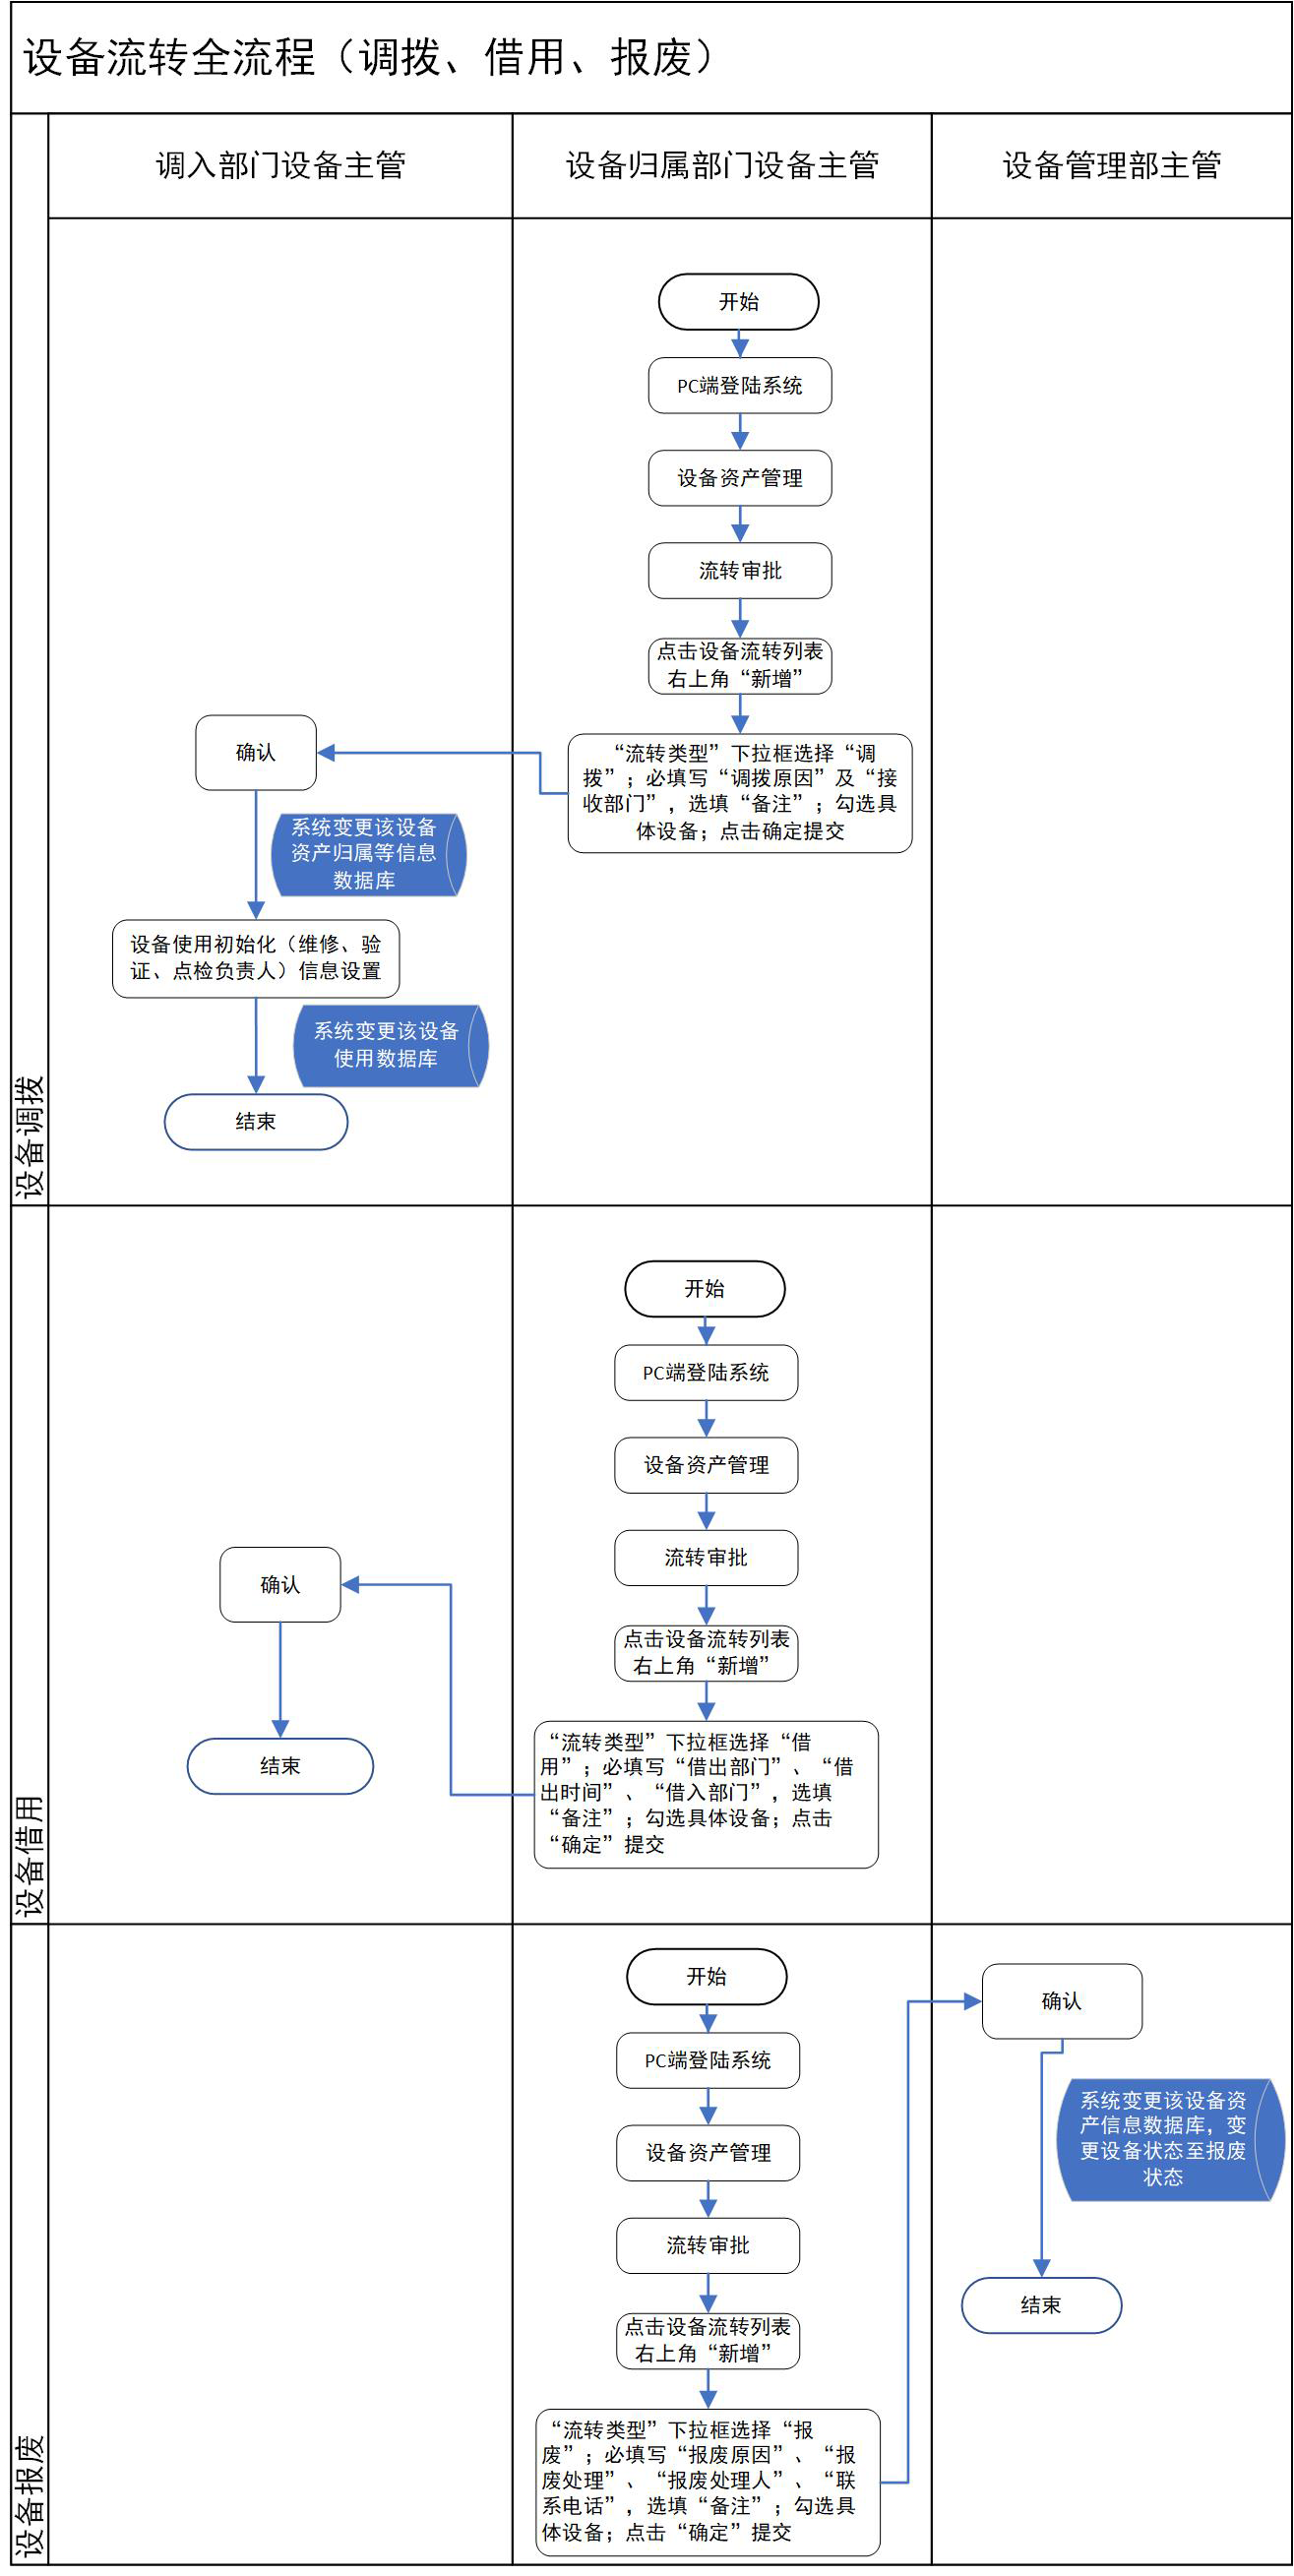 设备流转全流程（调拨、借用、报废）
调入部门设备主管
设备归属部门设备主管
设备管理部主管
设备调拨
开始
PC端登陆系统
设备资产管理
流转审批
点击设备流转列表
右上角“新增”
“流转类型”下拉框选择“调
拨”；必填写“调拨原因”及“接
收部门”，选填“备注”；勾选具
体设备；点击确定提交
确认
系统变更该设备
资产归属等信息
数据库
设备使用初始化（维修、验
证、点检负责人）信息设置
系统变更该设备
使用数据库
结束
设备借用
开始
PC端登陆系统
设备资产管理
流转审批
点击设备流转列表
右上角“新增”
“流转类型”下拉框选择“借
用”；必填写“借出部门”、“借
出时间”、“借入部门”，选填
“备注”；勾选具体设备；点击
“确定”提交
确认
结束
设备报废
开始
PC端登陆系统
设备资产管理
流转审批
点击设备流转列表
右上角“新增”
“流转类型”下拉框选择“报
废”；必填写“报废原因”、“报
废处理”、“报废处理人”、“联
系电话”，选填“备注”；勾选具
体设备；点击“确定”提交
确认
系统变更该设备资
产信息数据库，变
更设备状态至报废
状态
结束